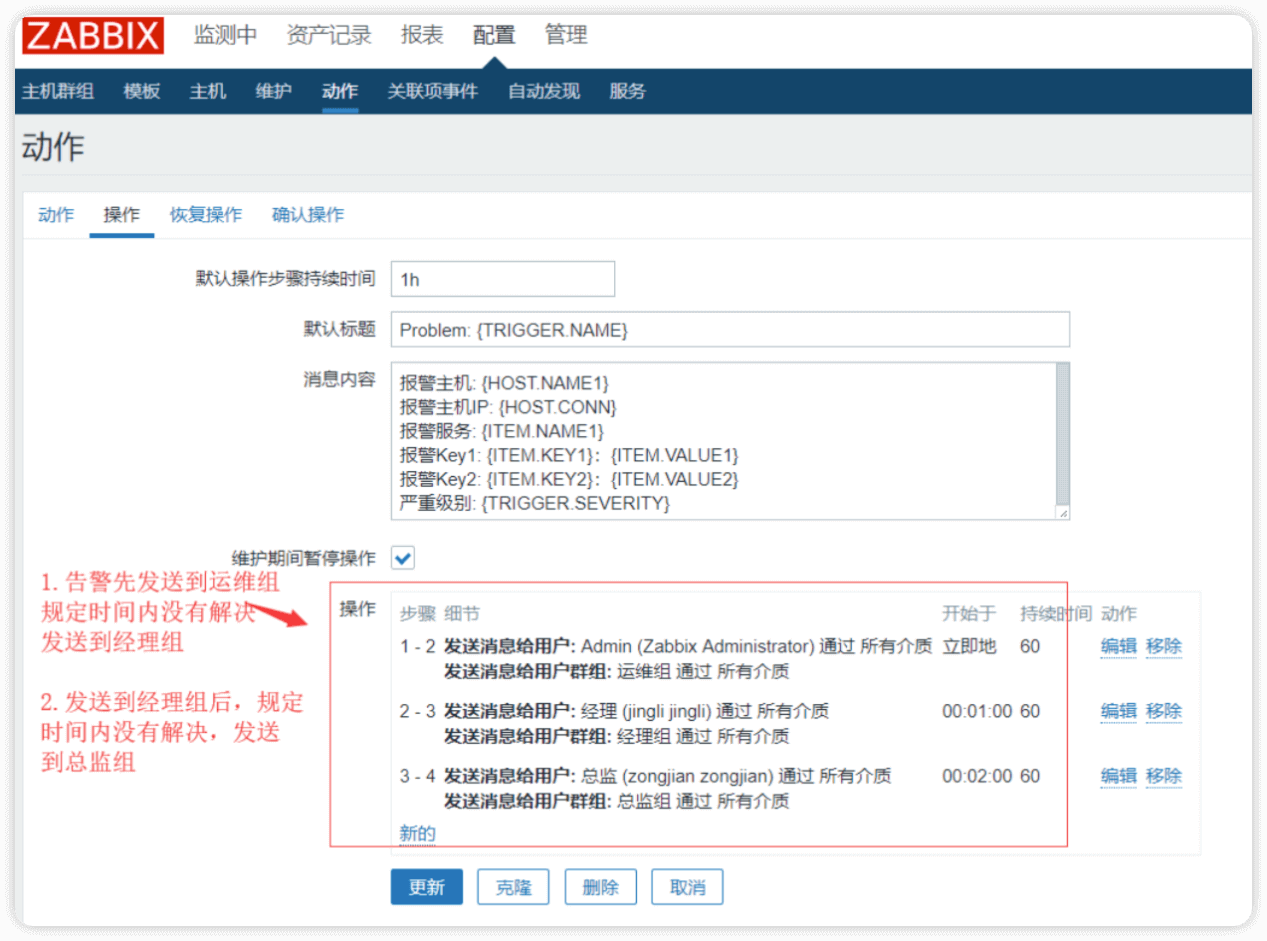 ZABBIX 监测中 资产记录 报表 配置 管理
主机群组 模板 主机 维护 动作 关联项事件 自动发现 服务
动作
动作 操作 恢复操作 确认操作
默认操作步骤持续时间 1h
默认标题 Problem: {TRIGGER.NAME}
消息内容 报警主机: {HOST.NAME1}
报警主机IP: {HOST.CONN}
报警服务: {ITEM.NAME1}
报警Key1: {ITEM.KEY1}：{ITEM.VALUE1}
报警Key2: {ITEM.KEY2}：{ITEM.VALUE2}
严重级别: {TRIGGER.SEVERITY}
维护期间暂停操作
1. 告警先发送到运维组
规定时间内没有解决
发送到经理组
2. 发送到经理组后，规定
时间内没有解决，发送
到总监组
操作 步骤 细节 开始于 持续时间 动作
1 - 2 发送消息给用户: Admin (Zabbix Administrator) 通过 所有介质 立即地 60 编辑 移除
发送消息给用户群组: 运维组 通过 所有介质
2 - 3 发送消息给用户: 经理 (jingli jingli) 通过 所有介质 00:01:00 60 编辑 移除
发送消息给用户群组: 经理组 通过 所有介质
3 - 4 发送消息给用户: 总监 (zongjian zongjian) 通过 所有介质 00:02:00 60 编辑 移除
发送消息给用户群组: 总监组 通过 所有介质
新的
更新 克隆 删除 取消